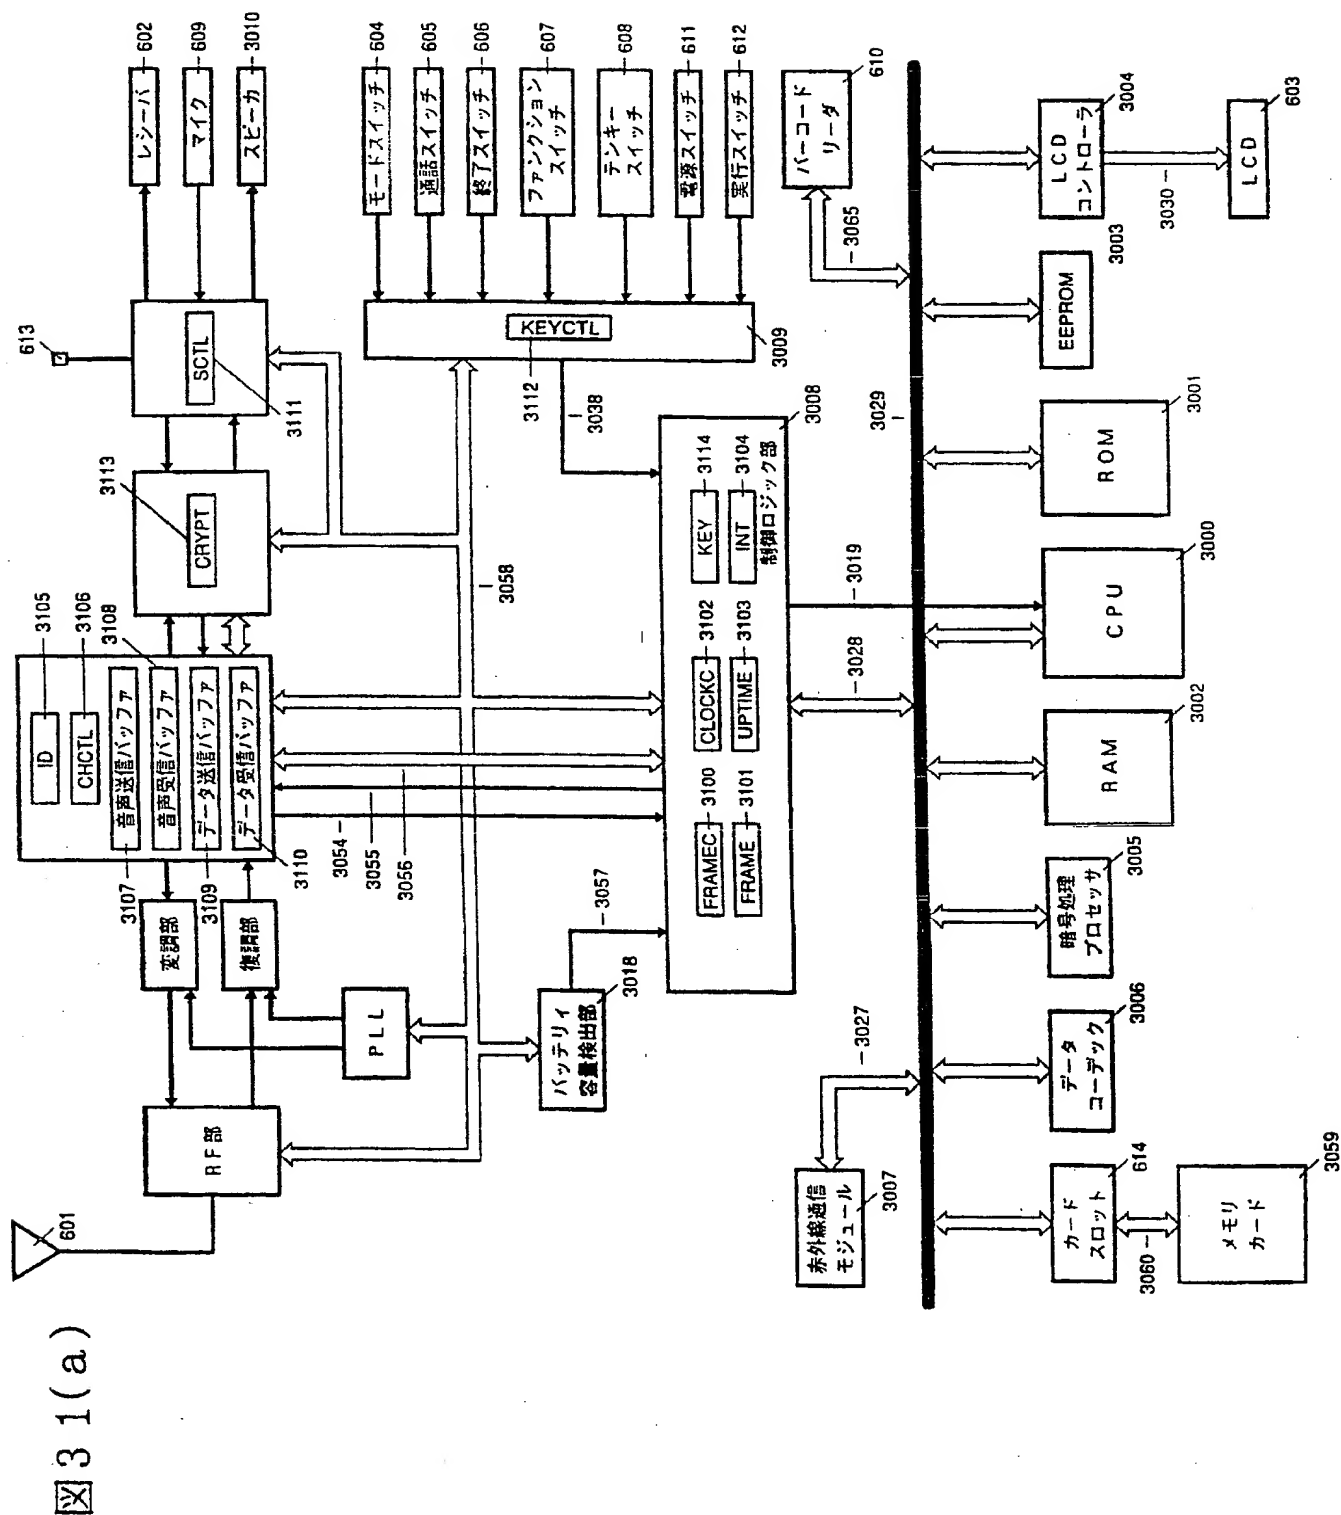 図31(a)
601
RF部
PLL
変調部
復調部
3107
3109
3110
ID
CHCTL
音声送信バッファ
音声受信バッファ
データ送信バッファ
データ受信バッファ
3105
3106
3108
3113
CRYPT
613
SCTL
3111
レシーバ
602
マイク
609
スピーカ
3010
モードスイッチ
604
通話スイッチ
605
終了スイッチ
606
ファンクション
スイッチ
607
テンキー
スイッチ
608
電源スイッチ
611
実行スイッチ
612
KEYCTL
3112
3009
3038
3058
3054
3055
3056
バッテリィ
容量検出部
3018
3057
FRAMEC
3100
CLOCKC
3102
KEY
3114
FRAME
3101
UPTIME
3103
INT
3104
制御ロジック部
3008
3019
3028
3029
バーコード
リーダ
610
3065
赤外線通信
モジュール
3007
3027
カード
スロット
614
3060
メモリ
カード
3059
データ
コーデック
3006
暗号処理
プロセッサ
3005
RAM
3002
CPU
3000
ROM
3001
EEPROM
3003
LCD
コントローラ
3004
3030
LCD
603